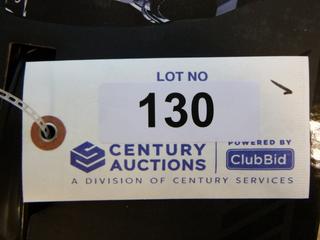 LOT NO
130
CENTURY AUCTIONS
POWERED BY
ClubBid
A DIVISION OF CENTURY SERVICES